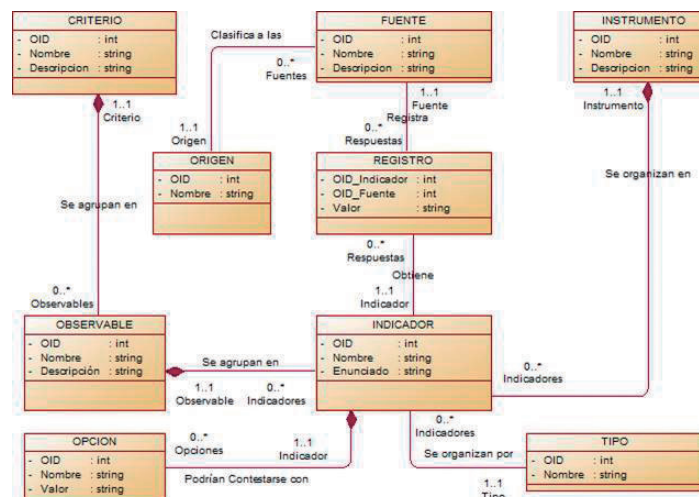 CRITERIO
- OID : int
- Nombre : string
- Descripcion : string
FUENTE
- OID : int
- Nombre : string
- Descripcion : string
INSTRUMENTO
- OID : int
- Nombre : string
- Descripcion : string
Clasifica a las
0..*
Fuentes
1..1
Origen
1..1
Criterio
1..1
Fuente
Registra
0..*
Respuestas
1..1
Instrumento
ORIGEN
- OID : int
- Nombre : string
REGISTRO
- OID_Indicador : int
- OID_Fuente : int
- Valor : string
Se agrupan en
Se organizan en
0..*
Respuestas
Obtiene
1..1
Indicador
0..*
Observables
OBSERVABLE
- OID : int
- Nombre : string
- Descripción : string
INDICADOR
- OID : int
- Nombre : string
- Enunciado : string
Se agrupan en
1..1
Observable
0..*
Indicadores
0..*
Indicadores
OPCION
- OID : int
- Nombre : string
- Valor : string
0..*
Opciones
1..1
Indicador
Podrían Contestarse con
0..*
Indicadores
Se organizan por
1..1
Tipo
TIPO
- OID : int
- Nombre : string